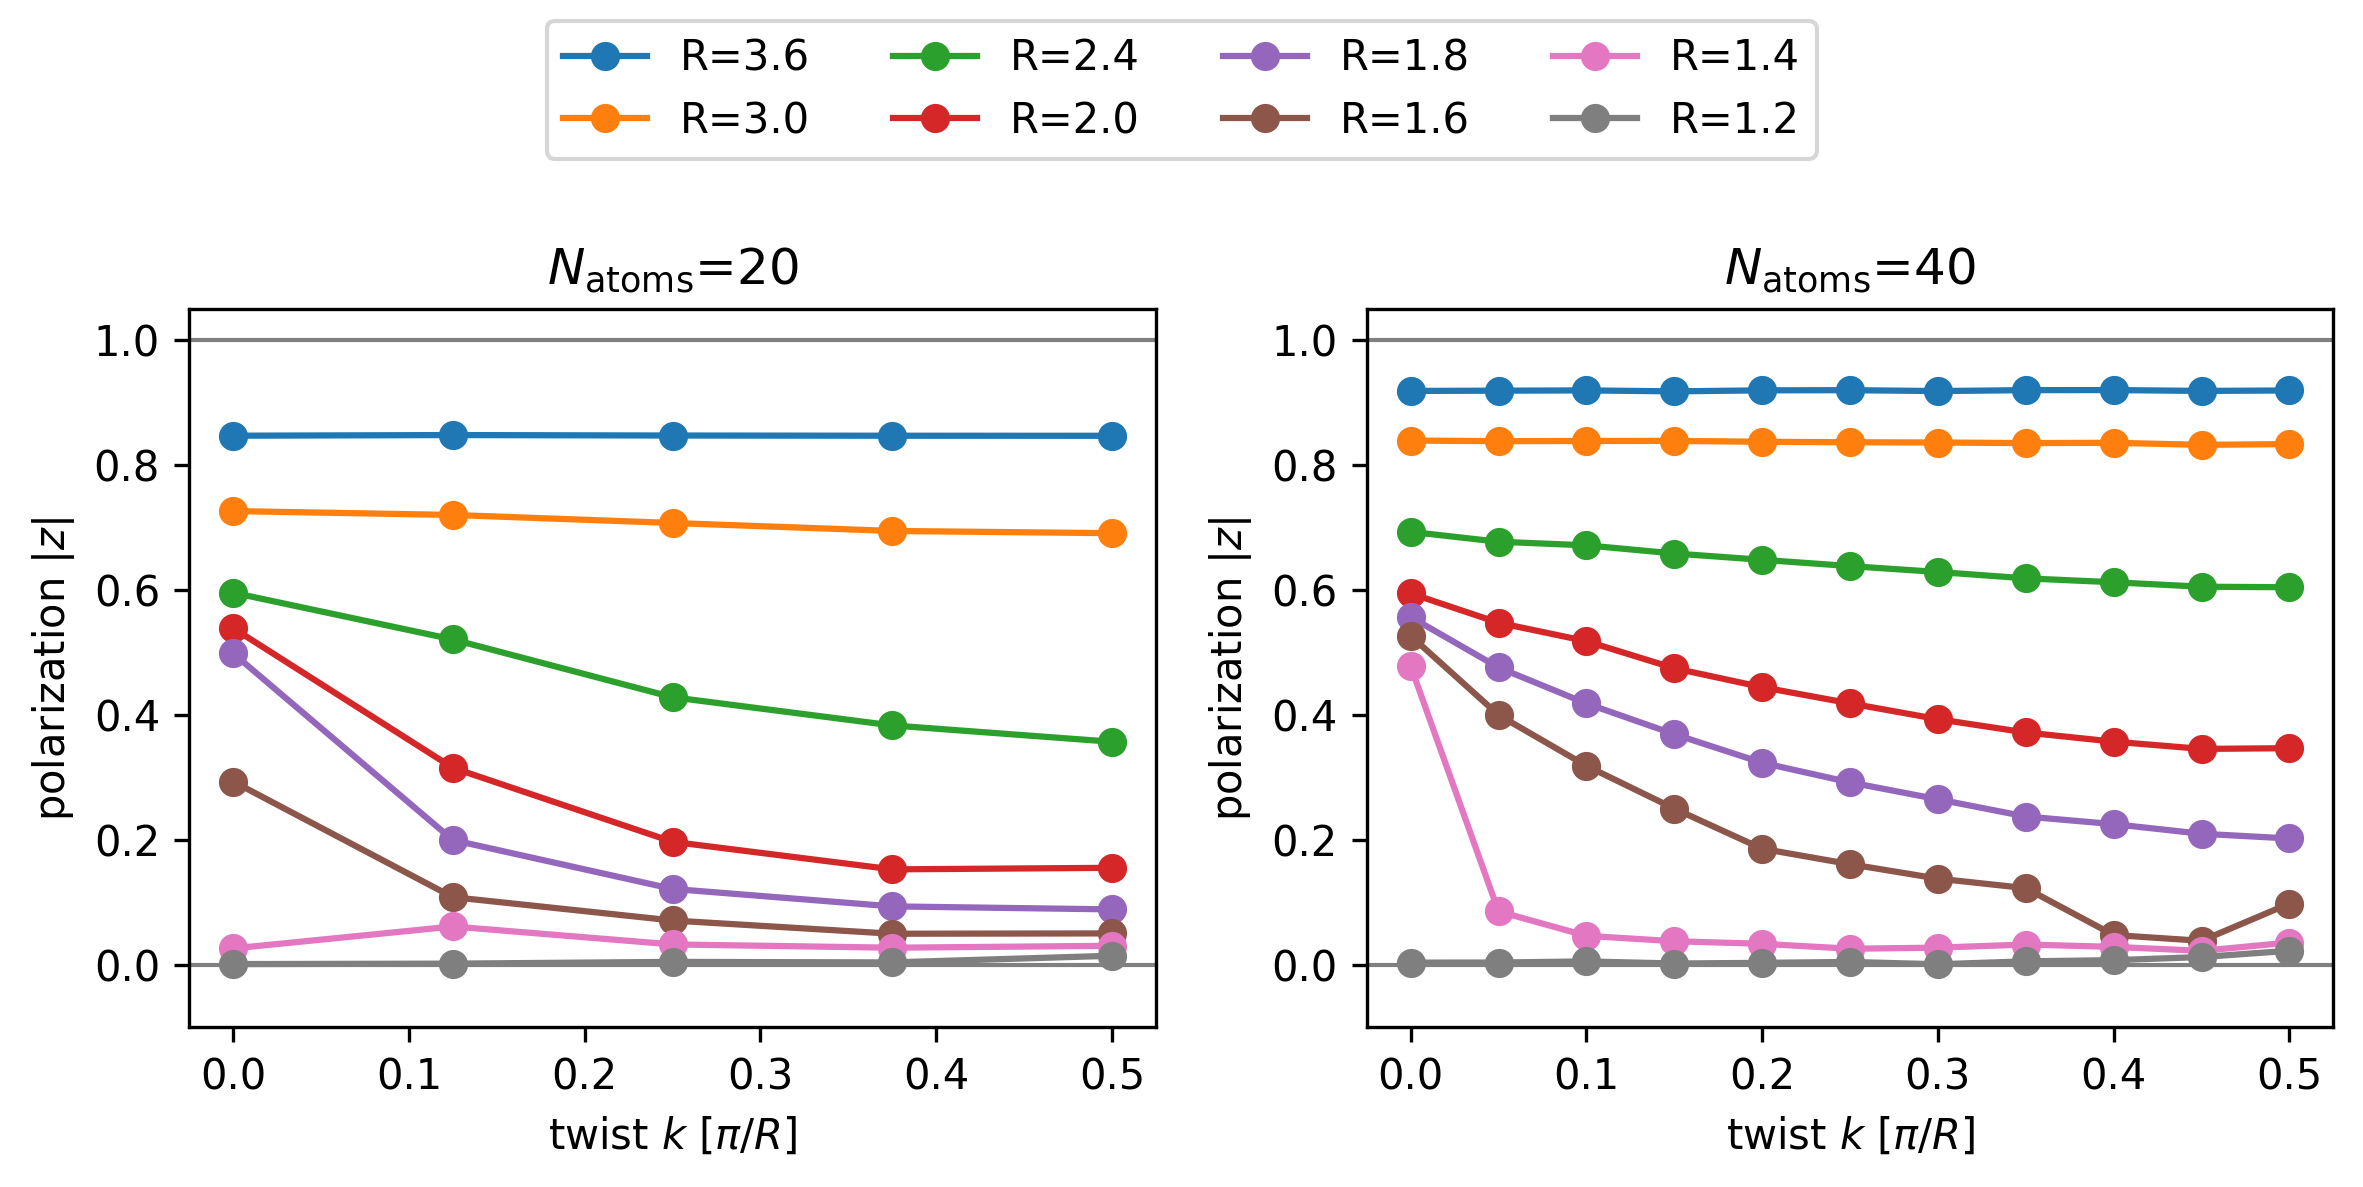 R=3.6 R=2.4 R=1.8 R=1.4
R=3.0 R=2.0 R=1.6 R=1.2
N_atoms=20
1.0
0.8
0.6
0.4
0.2
0.0
polarization |z|
0.0 0.1 0.2 0.3 0.4 0.5
twist k [π/R]
N_atoms=40
1.0
0.8
0.6
0.4
0.2
0.0
polarization |z|
0.0 0.1 0.2 0.3 0.4 0.5
twist k [π/R]